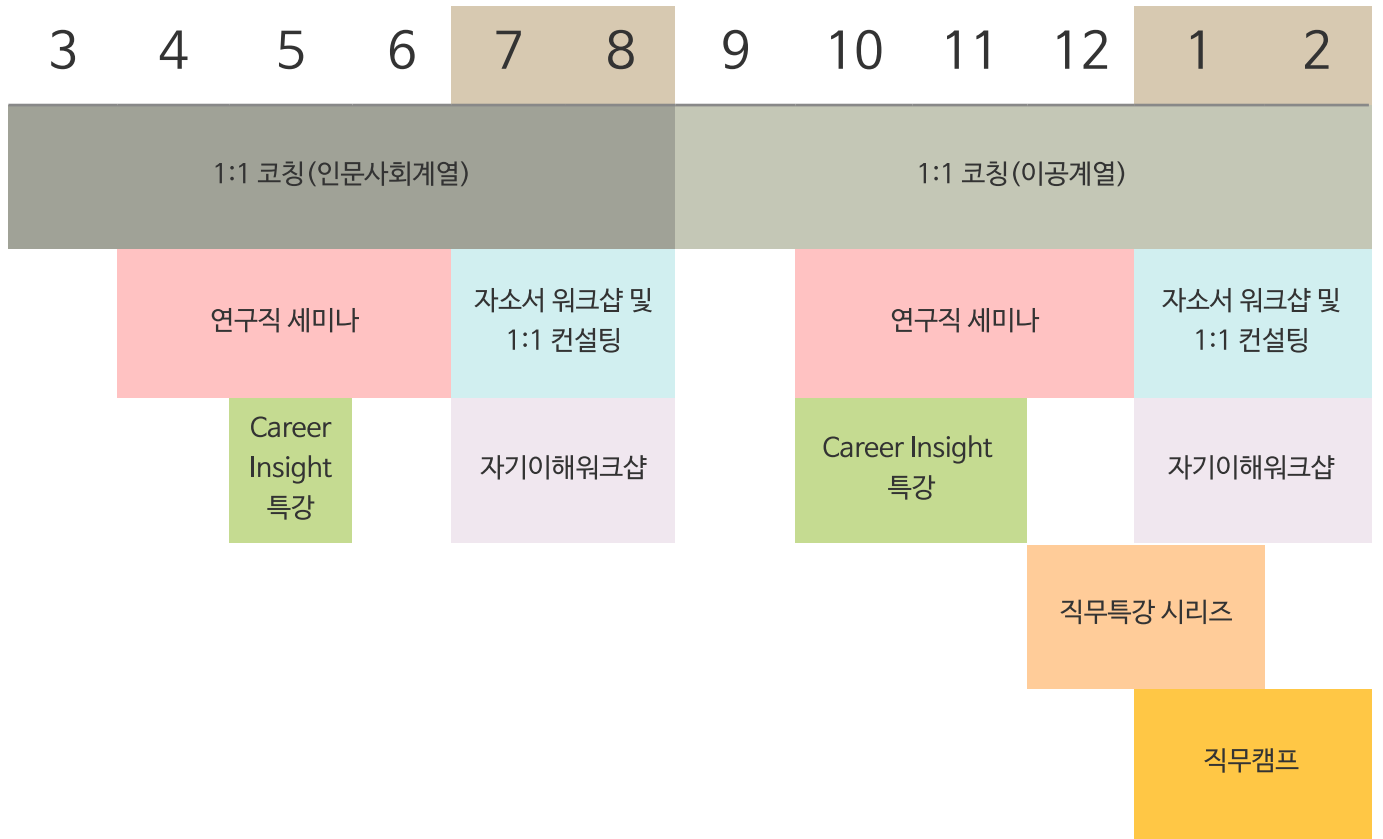 3 4 5 6 7 8 9 10 11 12 1 2
1:1 코칭(인문사회계열)
1:1 코칭(이공계열)
연구직 세미나
자소서 워크샵 및
1:1 컨설팅
연구직 세미나
자소서 워크샵 및
1:1 컨설팅
Career
Insight
특강
자기이해워크샵
Career Insight
특강
자기이해워크샵
직무특강 시리즈
직무캠프